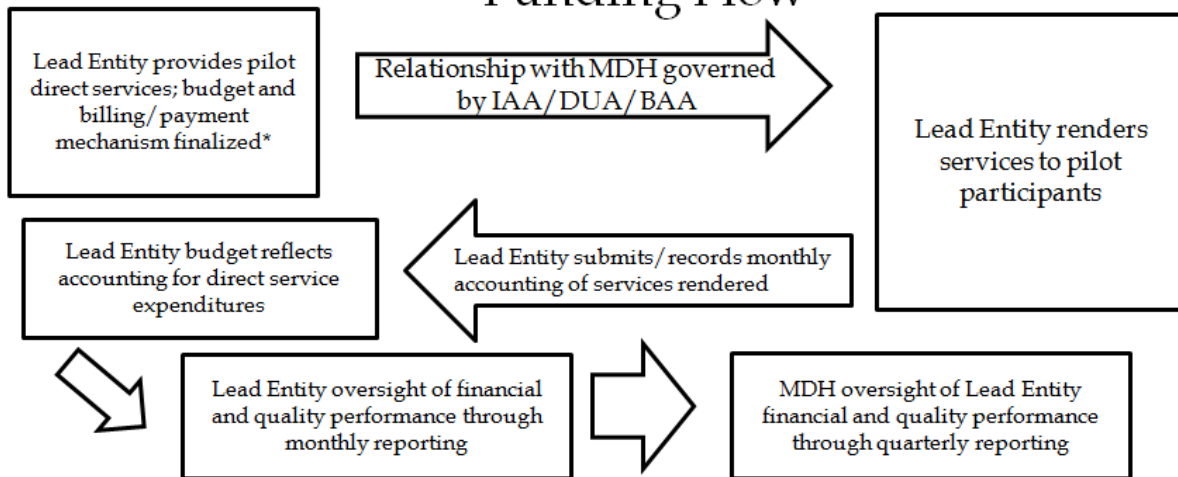 Funding Flow
Lead Entity provides pilot
direct services; budget and
billing/payment
mechanism finalized*
Relationship with MDH governed
by IAA/DUA/BAA
Lead Entity renders
services to pilot
participants
Lead Entity budget reflects
accounting for direct service
expenditures
Lead Entity submits/records monthly
accounting of services rendered
Lead Entity oversight of financial
and quality performance through
monthly reporting
MDH oversight of Lead Entity
financial and quality performance
through quarterly reporting